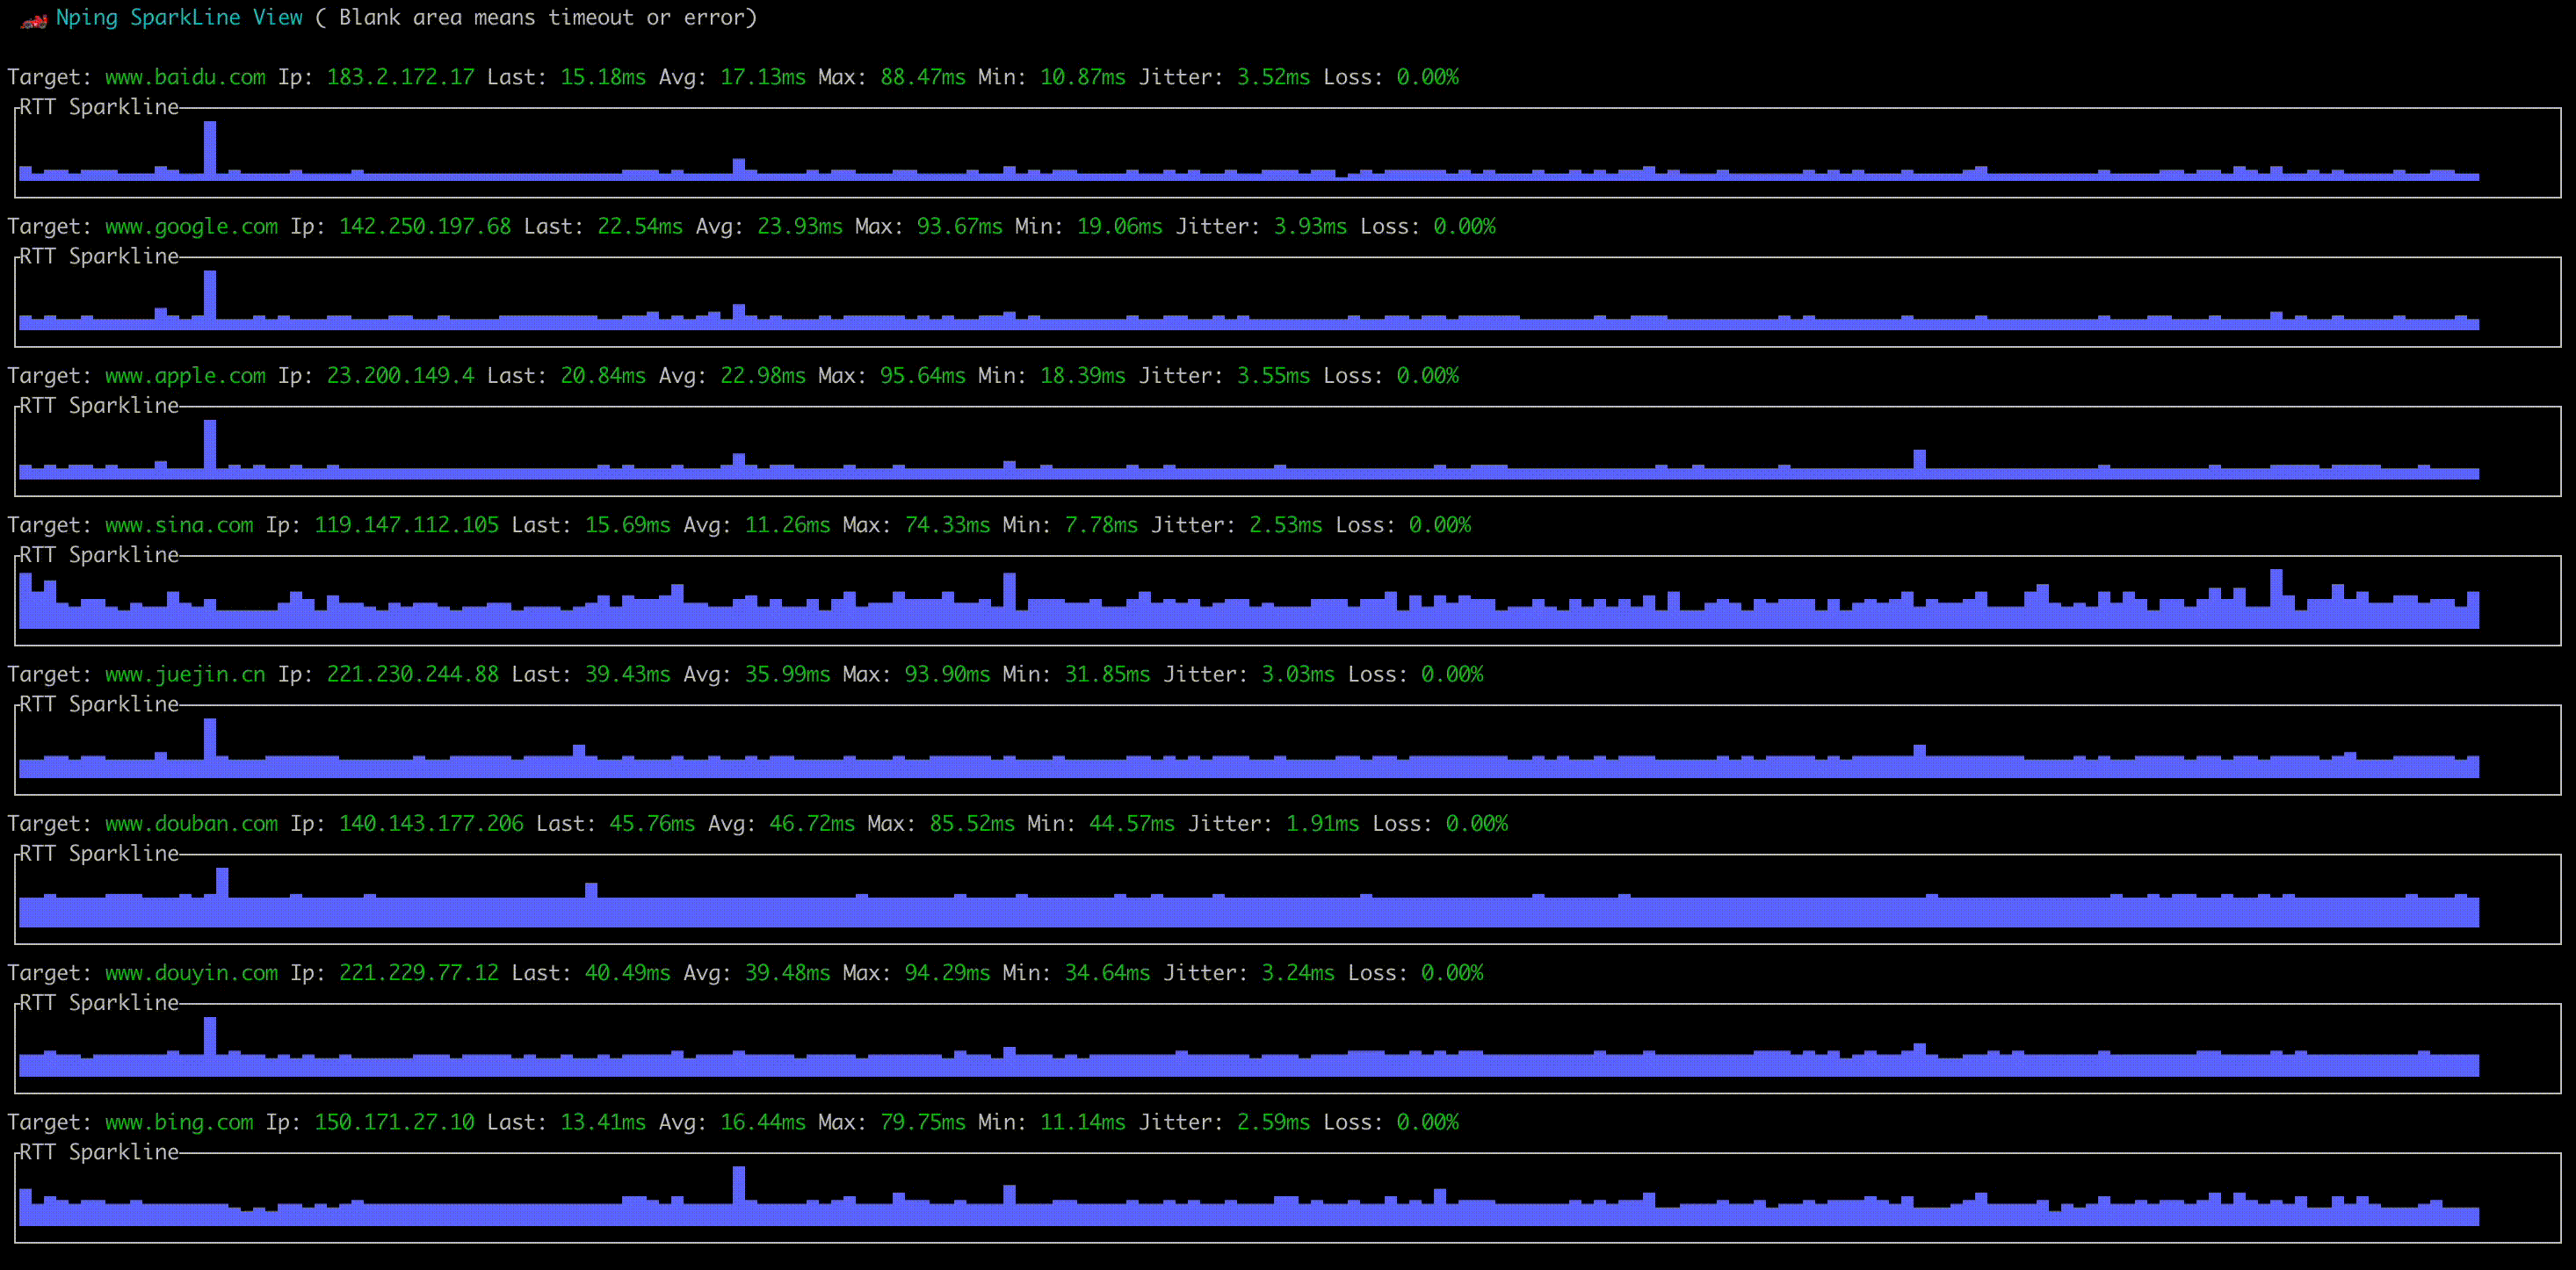 Nping SparkLine View ( Blank area means timeout or error)
Target: www.baidu.com Ip: 183.2.172.17 Last: 15.18ms Avg: 17.13ms Max: 88.47ms Min: 10.87ms Jitter: 3.52ms Loss: 0.00%
RTT Sparkline
Target: www.google.com Ip: 142.250.197.68 Last: 22.54ms Avg: 23.93ms Max: 93.67ms Min: 19.06ms Jitter: 3.93ms Loss: 0.00%
RTT Sparkline
Target: www.apple.com Ip: 23.200.149.4 Last: 20.84ms Avg: 22.98ms Max: 95.64ms Min: 18.39ms Jitter: 3.55ms Loss: 0.00%
RTT Sparkline
Target: www.sina.com Ip: 119.147.112.105 Last: 15.69ms Avg: 11.26ms Max: 74.33ms Min: 7.78ms Jitter: 2.53ms Loss: 0.00%
RTT Sparkline
Target: www.juejin.cn Ip: 221.230.244.88 Last: 39.43ms Avg: 35.99ms Max: 93.90ms Min: 31.85ms Jitter: 3.03ms Loss: 0.00%
RTT Sparkline
Target: www.douban.com Ip: 140.143.177.206 Last: 45.76ms Avg: 46.72ms Max: 85.52ms Min: 44.57ms Jitter: 1.91ms Loss: 0.00%
RTT Sparkline
Target: www.douyin.com Ip: 221.229.77.12 Last: 40.49ms Avg: 39.48ms Max: 94.29ms Min: 34.64ms Jitter: 3.24ms Loss: 0.00%
RTT Sparkline
Target: www.bing.com Ip: 150.171.27.10 Last: 13.41ms Avg: 16.44ms Max: 79.75ms Min: 11.14ms Jitter: 2.59ms Loss: 0.00%
RTT Sparkline